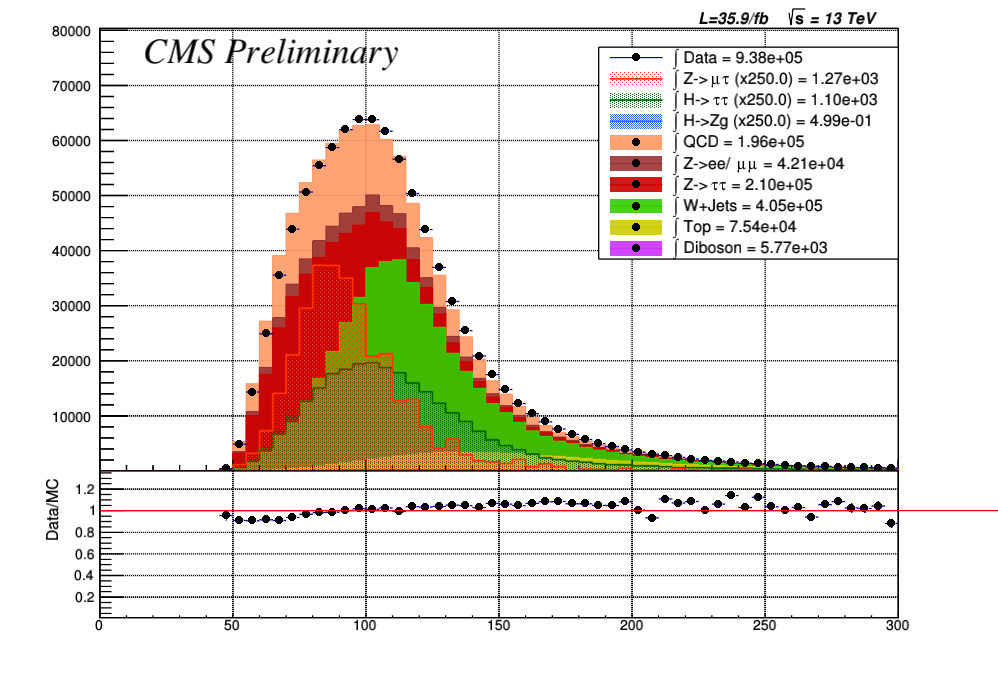 L=35.9/fb √s = 13 TeV
CMS Preliminary
80000
70000
60000
50000
40000
30000
20000
10000
∫ Data = 9.38e+05
∫ Z->μτ (x250.0) = 1.27e+03
∫ H->ττ (x250.0) = 1.10e+03
∫ H->Zg (x250.0) = 4.99e-01
∫ QCD = 1.96e+05
∫ Z->ee/ μμ = 4.21e+04
∫ Z->ττ = 2.10e+05
∫ W+Jets = 4.05e+05
∫ Top = 7.54e+04
∫ Diboson = 5.77e+03
Data/MC
1.2
1
0.8
0.6
0.4
0.2
0 50 100 150 200 250 300